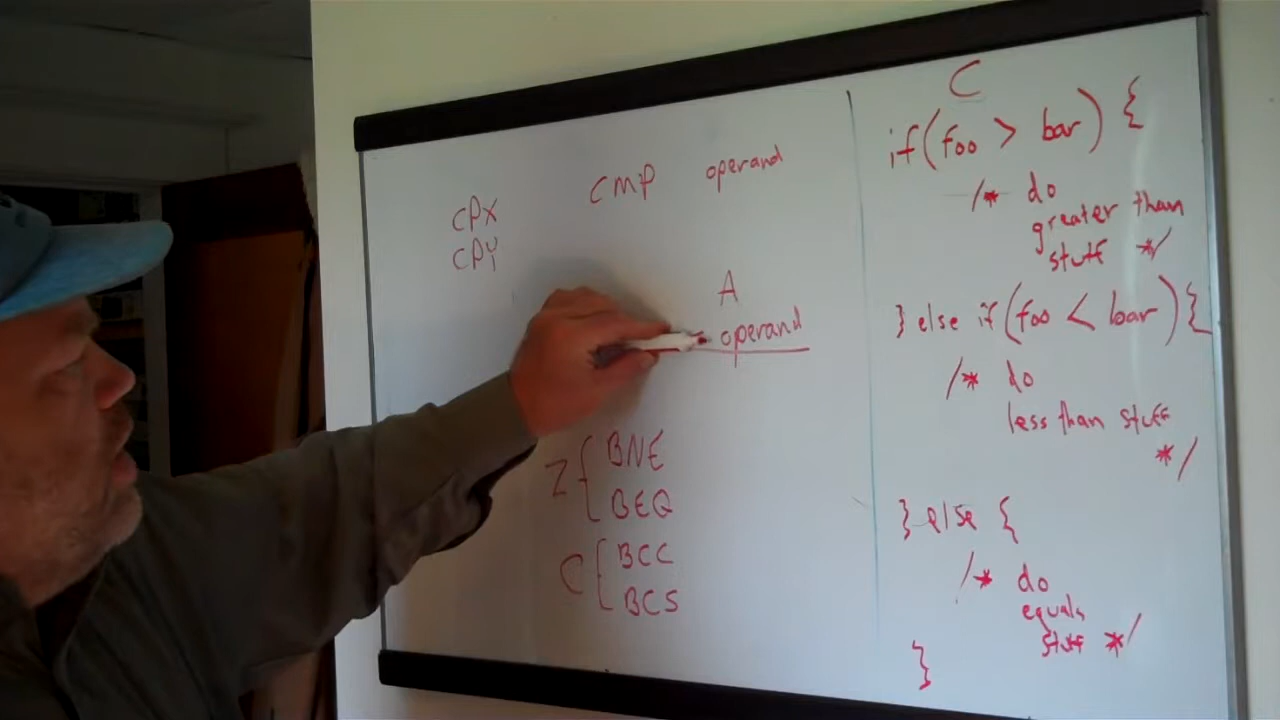 CMP operand
CPX
CPY
A
operand
Z { BNE
BEQ
C { BCC
BCS
C
if (foo > bar) {
/* do
greater than
stuff */
} else if (foo < bar) {
/* do
less than stuff
*/
} else {
/* do
equals
stuff */
}